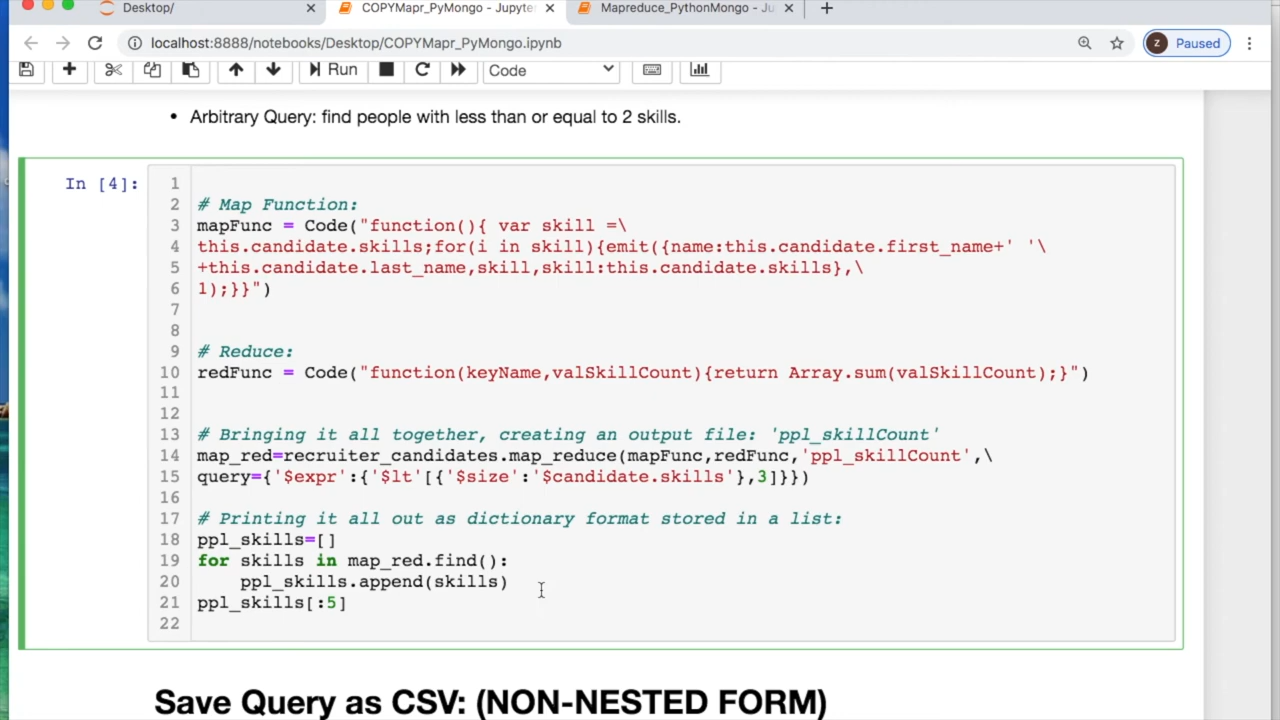 Desktop/
COPYMapr_PyMongo - Jupyter
Mapreduce_PythonMongo - Ju
localhost:8888/notebooks/Desktop/COPYMapr_PyMongo.ipynb
z
Paused
Run
Code
• Arbitrary Query: find people with less than or equal to 2 skills.
In [4]:
1
2 # Map Function:
3 mapFunc = Code("function(){ var skill =\
4 this.candidate.skills;for(i in skill){emit({name:this.candidate.first_name+' '\
5 +this.candidate.last_name,skill,skill:this.candidate.skills},\
6 1);}}")
7
8
9 # Reduce:
10 redFunc = Code("function(keyName,valSkillCount){return Array.sum(valSkillCount);}")
11
12
13 # Bringing it all together, creating an output file: 'ppl_skillCount'
14 map_red=recruiter_candidates.map_reduce(mapFunc,redFunc,'ppl_skillCount',\
15 query={'$expr':{'$lt'[{'$size':'$candidate.skills'},3]}})
16
17 # Printing it all out as dictionary format stored in a list:
18 ppl_skills=[]
19 for skills in map_red.find():
20 ppl_skills.append(skills)
21 ppl_skills[:5]
22
Save Query as CSV: (NON-NESTED FORM)